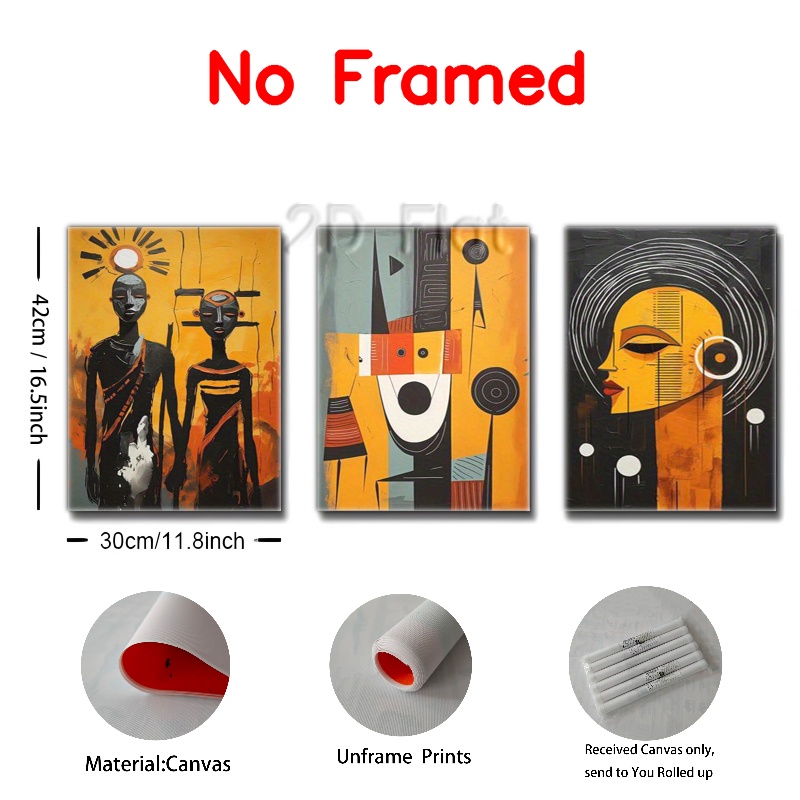 No Framed
2D Flat
42cm / 16.5inch
30cm/11.8inch
Material:Canvas
Unframe Prints
Received Canvas only,
send to You Rolled up